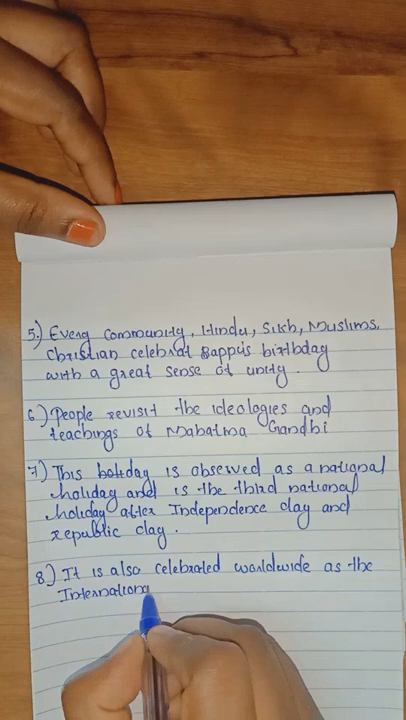 5.) Every community, Hindu, Sikh, Muslims,
Christian celebrat Bappu's birthday
with a great sense of unity.
6.) People revisit the ideologies and
teachings of Mahatma Gandhi
7.) This holiday is observed as a national
holiday and is the third national
holiday after Independence day and
republic day.
8.) It is also celebrated worldwide as the
Internationa